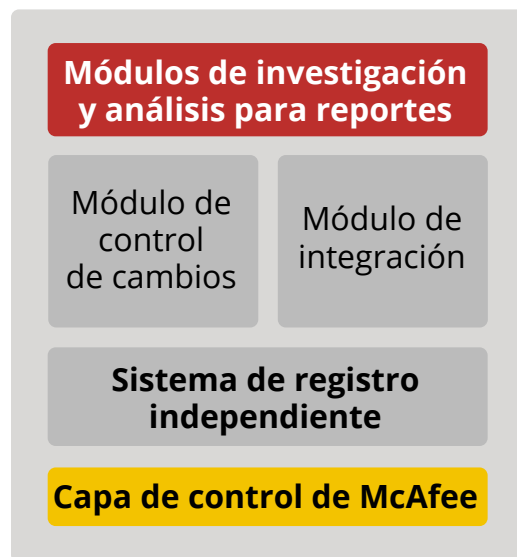 Módulos de investigación
y análisis para reportes
Módulo de
control
de cambios
Módulo de
integración
Sistema de registro
independiente
Capa de control de McAfee